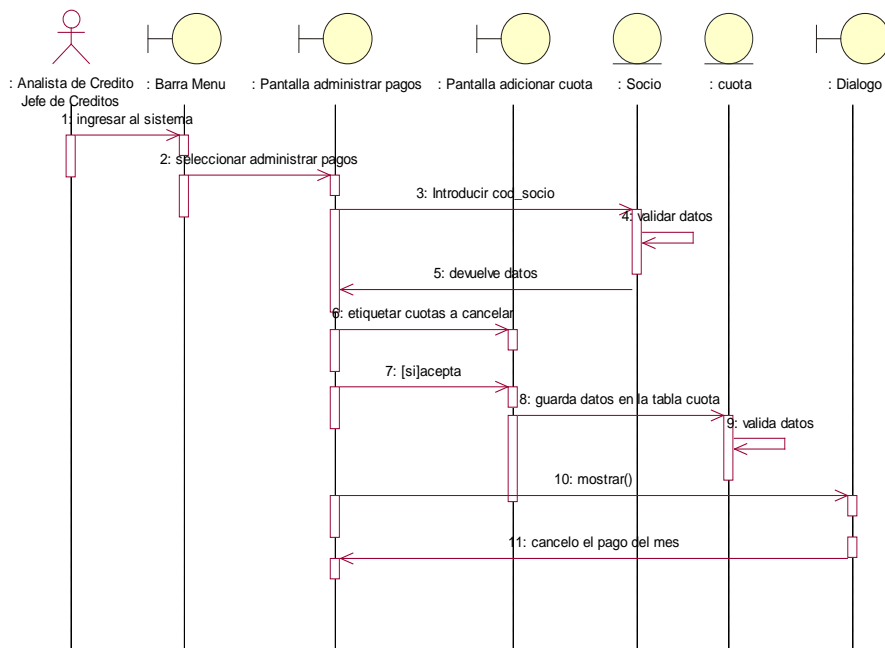 : Analista de Credito
Jefe de Creditos
: Barra Menu
: Pantalla administrar pagos
: Pantalla adicionar cuota
: Socio
: cuota
: Dialogo
1: ingresar al sistema
2: seleccionar administrar pagos
3: Introducir cod_socio
4: validar datos
5: devuelve datos
6: etiquetar cuotas a cancelar
7: [si]acepta
8: guarda datos en la tabla cuota
9: valida datos
10: mostrar()
11: cancelo el pago del mes